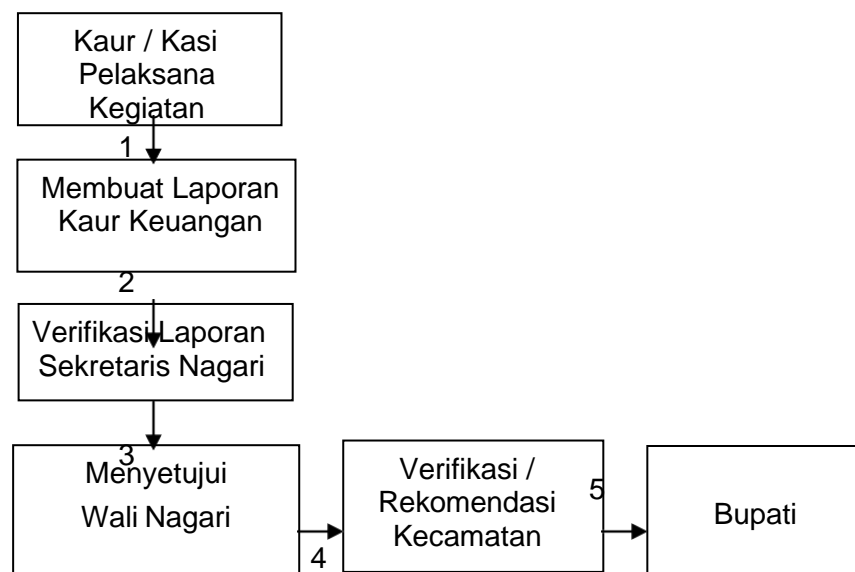 Kaur / Kasi
Pelaksana
Kegiatan
1
Membuat Laporan
Kaur Keuangan
2
Verifikasi Laporan
Sekretaris Nagari
3
Menyetujui
Wali Nagari
4
Verifikasi /
Rekomendasi
Kecamatan
5
Bupati